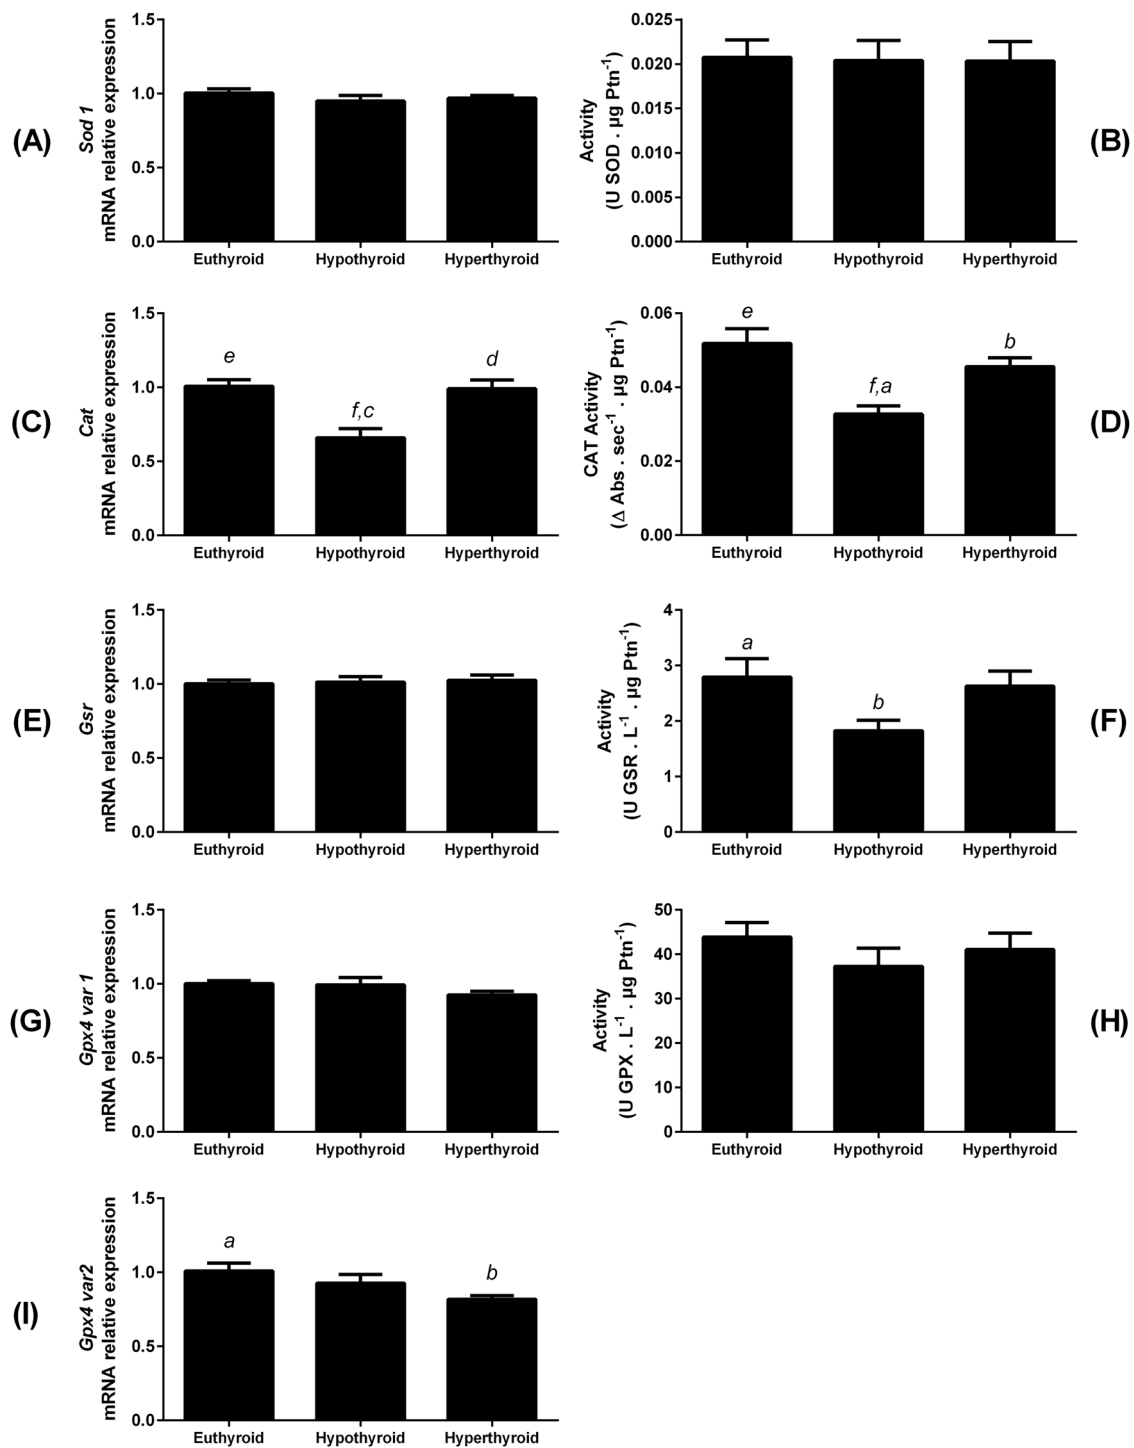 (A)
Sod 1
mRNA relative expression
1.5
1.0
0.5
0.0
Euthyroid Hypothyroid Hyperthyroid
Activity
(U SOD . µg Ptn⁻¹)
0.025
0.020
0.015
0.010
0.005
0.000
Euthyroid Hypothyroid Hyperthyroid
(B)
(C)
Cat
mRNA relative expression
1.5
1.0
0.5
0.0
e
f,c
d
Euthyroid Hypothyroid Hyperthyroid
CAT Activity
(Δ Abs . sec⁻¹ . µg Ptn⁻¹)
0.06
0.04
0.02
0.00
e
f,a
b
Euthyroid Hypothyroid Hyperthyroid
(D)
(E)
Gsr
mRNA relative expression
1.5
1.0
0.5
0.0
Euthyroid Hypothyroid Hyperthyroid
Activity
(U GSR . L⁻¹ . µg Ptn⁻¹)
4
3
2
1
0
a
b
Euthyroid Hypothyroid Hyperthyroid
(F)
(G)
Gpx4 var 1
mRNA relative expression
1.5
1.0
0.5
0.0
Euthyroid Hypothyroid Hyperthyroid
Activity
(U GPX . L⁻¹ . µg Ptn⁻¹)
50
40
30
20
10
0
Euthyroid Hypothyroid Hyperthyroid
(H)
(I)
Gpx4 var2
mRNA relative expression
1.5
1.0
0.5
0.0
a
b
Euthyroid Hypothyroid Hyperthyroid